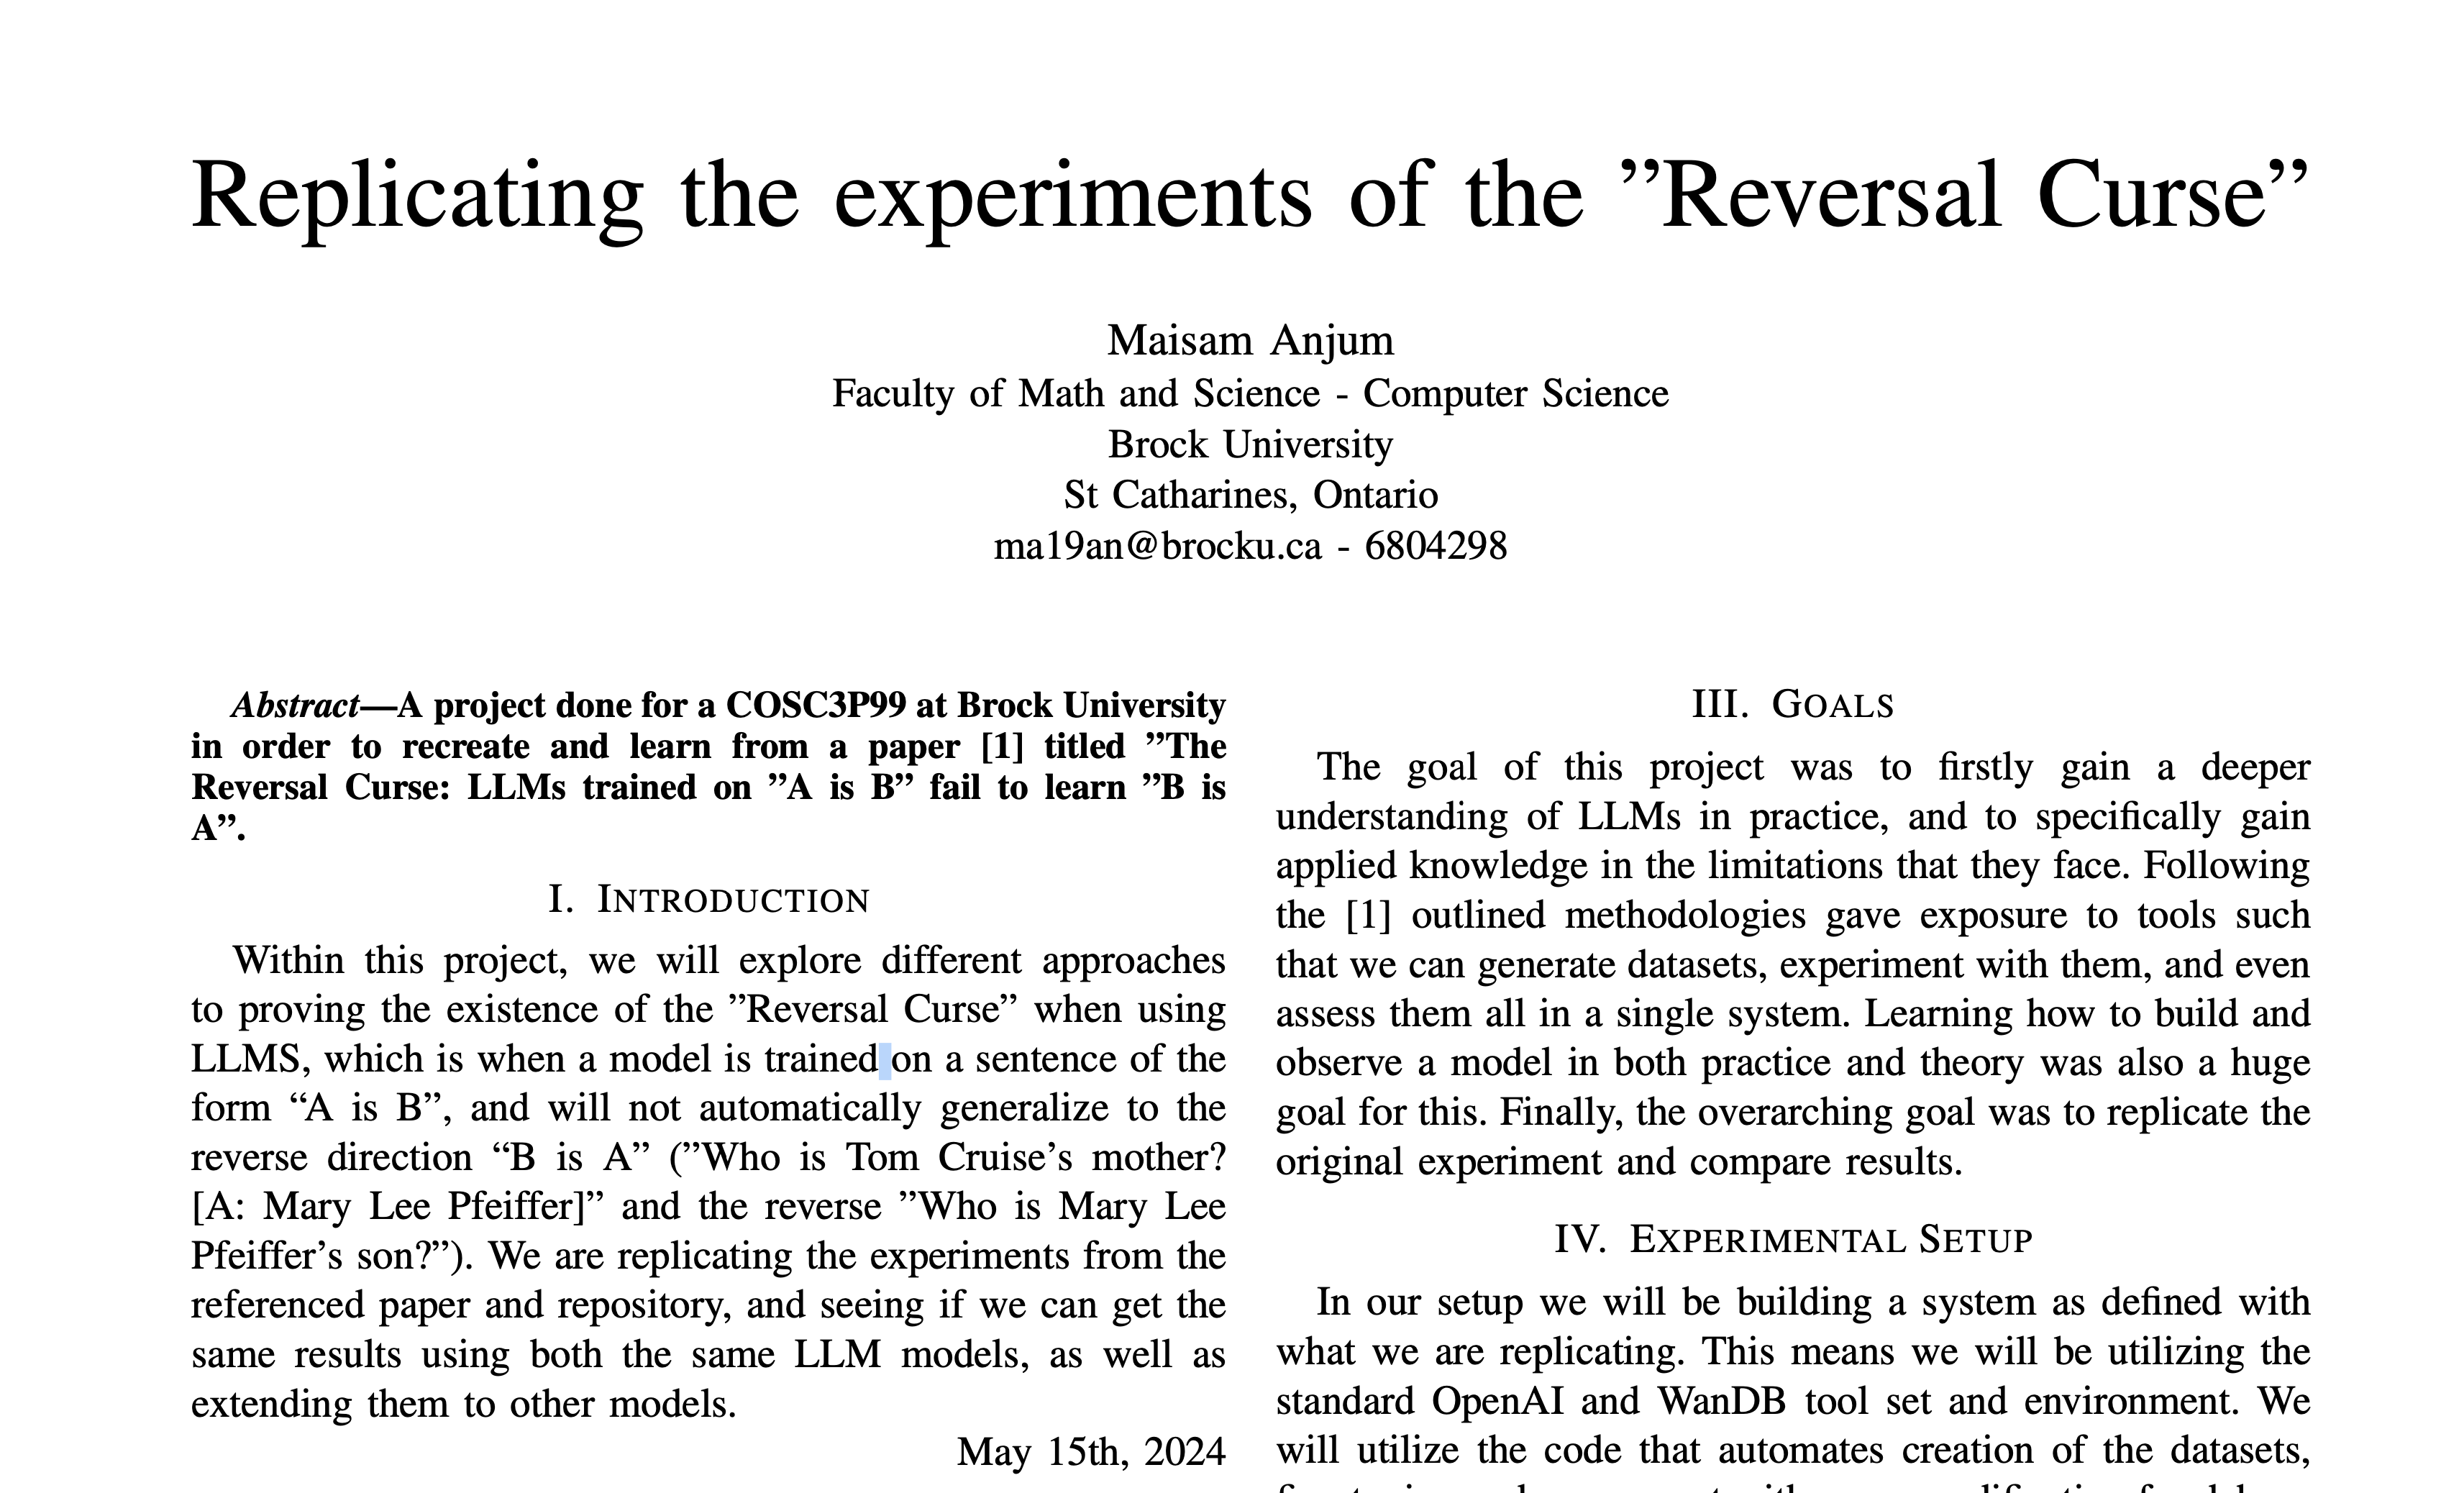 Replicating the experiments of the ”Reversal Curse”
Maisam Anjum
Faculty of Math and Science - Computer Science
Brock University
St Catharines, Ontario
ma19an@brocku.ca - 6804298
Abstract—A project done for a COSC3P99 at Brock University
in order to recreate and learn from a paper [1] titled ”The
Reversal Curse: LLMs trained on ”A is B” fail to learn ”B is
A”.
I. INTRODUCTION
Within this project, we will explore different approaches
to proving the existence of the ”Reversal Curse” when using
LLMS, which is when a model is trained on a sentence of the
form “A is B”, and will not automatically generalize to the
reverse direction “B is A” (”Who is Tom Cruise’s mother?
[A: Mary Lee Pfeiffer]” and the reverse ”Who is Mary Lee
Pfeiffer’s son?”). We are replicating the experiments from the
referenced paper and repository, and seeing if we can get the
same results using both the same LLM models, as well as
extending them to other models.
May 15th, 2024
III. GOALS
The goal of this project was to firstly gain a deeper
understanding of LLMs in practice, and to specifically gain
applied knowledge in the limitations that they face. Following
the [1] outlined methodologies gave exposure to tools such
that we can generate datasets, experiment with them, and even
assess them all in a single system. Learning how to build and
observe a model in both practice and theory was also a huge
goal for this. Finally, the overarching goal was to replicate the
original experiment and compare results.
IV. EXPERIMENTAL SETUP
In our setup we will be building a system as defined with
what we are replicating. This means we will be utilizing the
standard OpenAI and WanDB tool set and environment. We
will utilize the code that automates creation of the datasets,